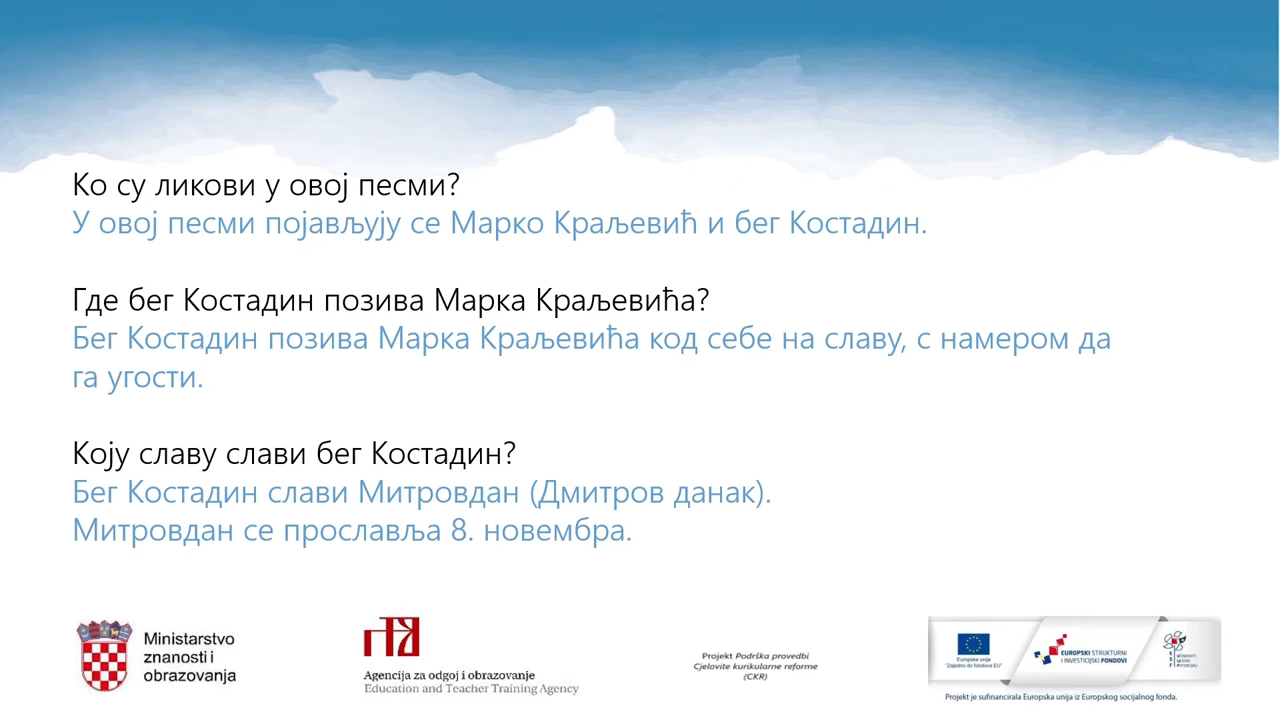 Ко су ликови у овој песми?
У овој песми појављују се Марко Краљевић и бег Костадин.
Где бег Костадин позива Марка Краљевића?
Бег Костадин позива Марка Краљевића код себе на славу, с намером да
га угости.
Коју славу слави бег Костадин?
Бег Костадин слави Митровдан (Дмитров данак).
Митровдан се прославља 8. новембра.
Ministarstvo
znanosti i
obrazovanja
Agencija za odgoj i obrazovanje
Education and Teacher Training Agency
Projekt Podrška provedbi
Cjelovite kurikularne reforme
(CKR)
Europska unija
"Zajedno do fondova EU"
EUROPSKI STRUKTURNI
I INVESTICIJSKI FONDOVI
Projekt je sufinancirala Europska unija iz Europskog socijalnog fonda.